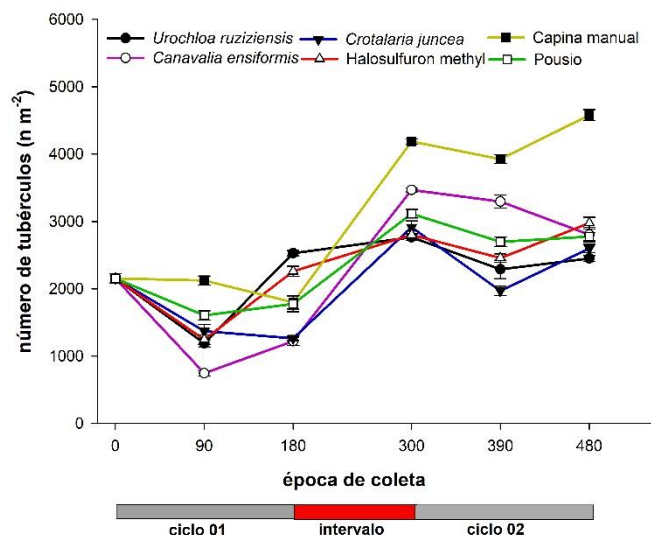 6000
Urochloa ruziziensis Crotalaria juncea Capina manual
Canavalia ensiformis Halosulfuron methyl Pousio
5000
4000
3000
2000
1000
0
número de tubérculos (n m⁻²)
0 90 180 300 390 480
época de coleta
ciclo 01 intervalo ciclo 02